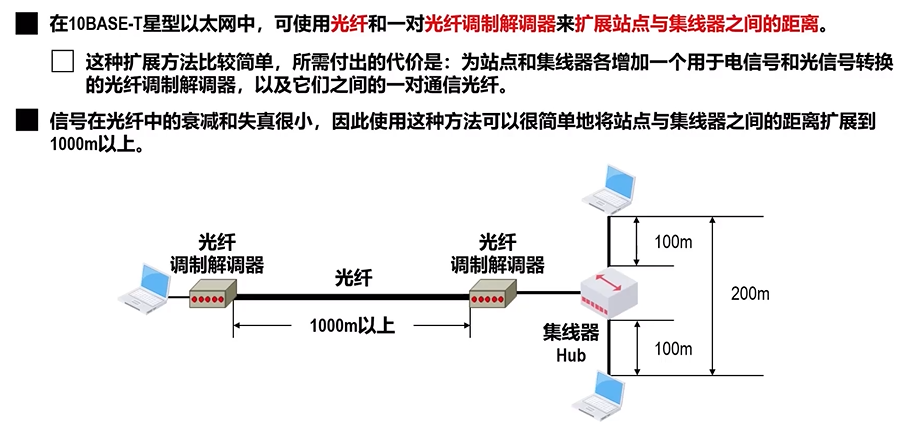 在10BASE-T星型以太网中，可使用光纤和一对光纤调制解调器来扩展站点与集线器之间的距离。
这种扩展方法比较简单，所需付出的代价是：为站点和集线器各增加一个用于电信号和光信号转换
的光纤调制解调器，以及它们之间的一对通信光纤。
信号在光纤中的衰减和失真很小，因此使用这种方法可以很简单地将站点与集线器之间的距离扩展到
1000m以上。
光纤
调制解调器
光纤
光纤
调制解调器
1000m以上
集线器
Hub
100m
200m
100m